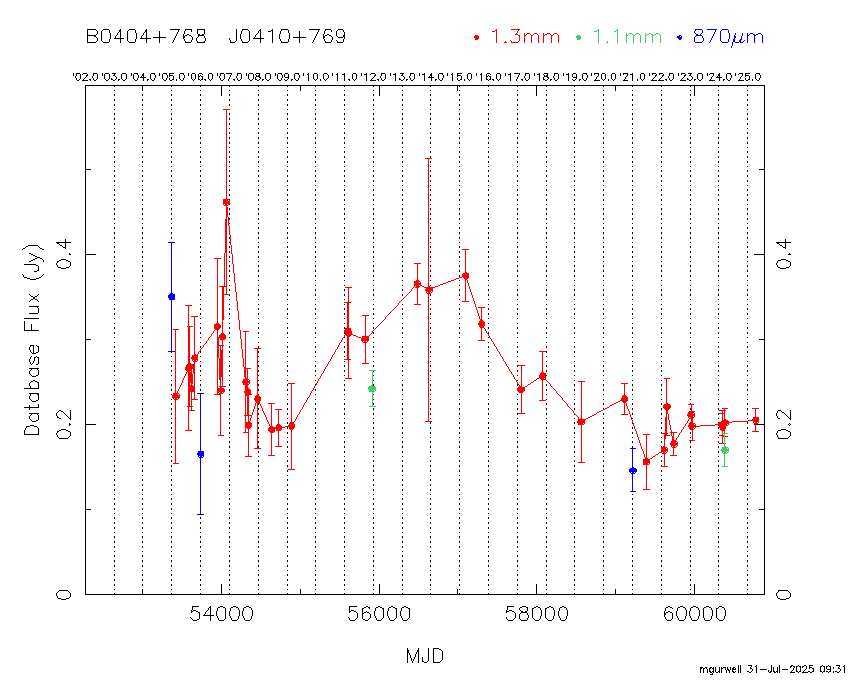 B0404+768 J0410+769 1.3mm 1.1mm 870µm
'02.0 '03.0 '04.0 '05.0 '06.0 '07.0 '08.0 '09.0 '10.0 '11.0 '12.0 '13.0 '14.0 '15.0 '16.0 '17.0 '18.0 '19.0 '20.0 '21.0 '22.0 '23.0 '24.0 '25.0
Database Flux (Jy)
0.4 0.4
0.2 0.2
0 0
54000 56000 58000 60000
MJD
mgurwell 31-Jul-2025 09:31